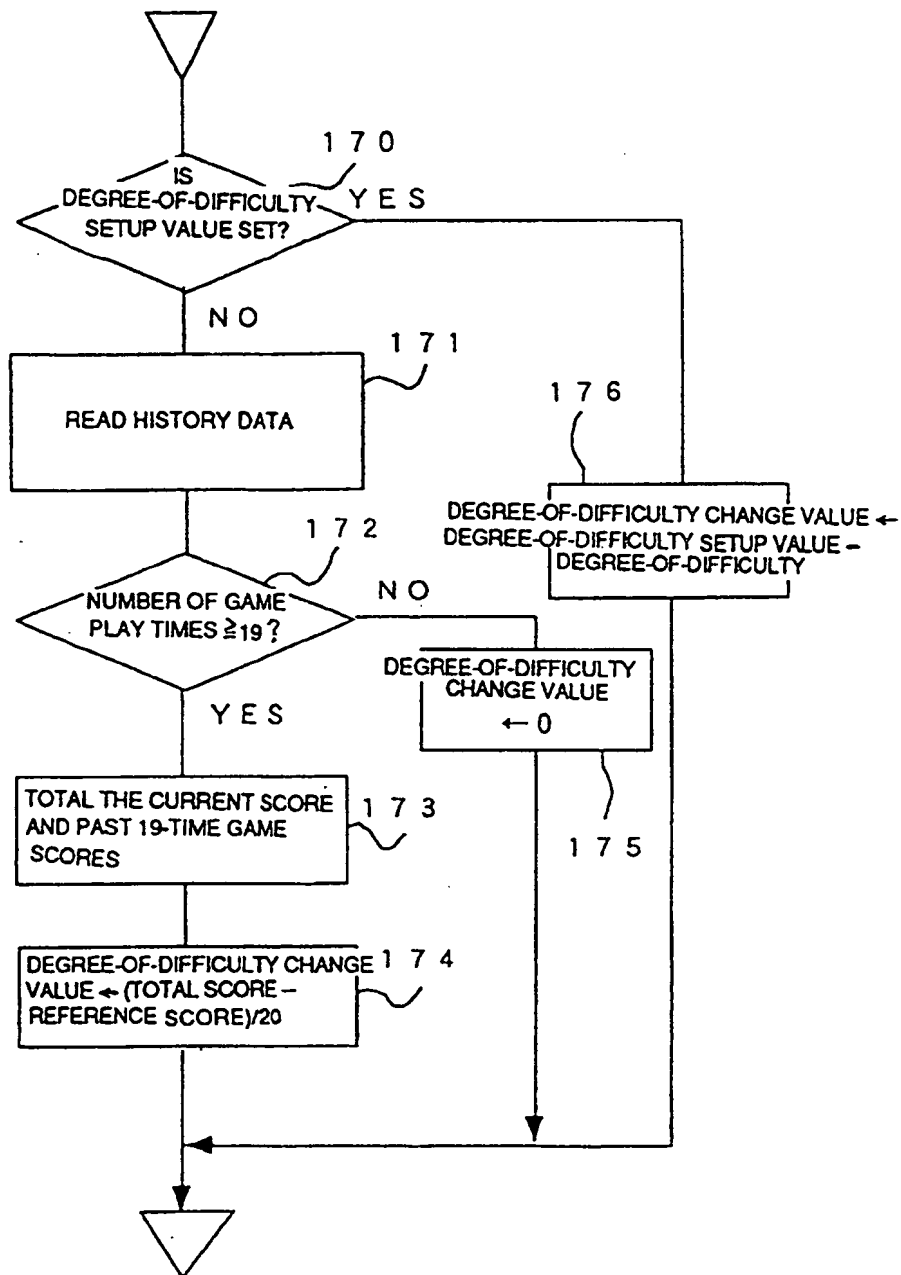 170
IS
DEGREE-OF-DIFFICULTY
SETUP VALUE SET?
YES
NO
171
READ HISTORY DATA
176
DEGREE-OF-DIFFICULTY CHANGE VALUE ←
DEGREE-OF-DIFFICULTY SETUP VALUE –
DEGREE-OF-DIFFICULTY
172
NUMBER OF GAME
PLAY TIMES ≧19?
NO
YES
DEGREE-OF-DIFFICULTY
CHANGE VALUE
← 0
175
TOTAL THE CURRENT SCORE
AND PAST 19-TIME GAME
SCORES
173
DEGREE-OF-DIFFICULTY CHANGE
VALUE ← (TOTAL SCORE –
REFERENCE SCORE)/20
174